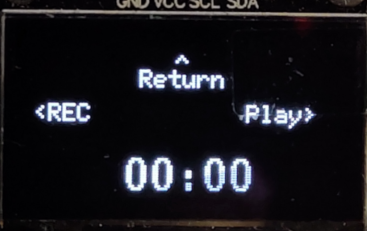 GND VCC SCL SDA
^
Return
<REC Play>
00:00